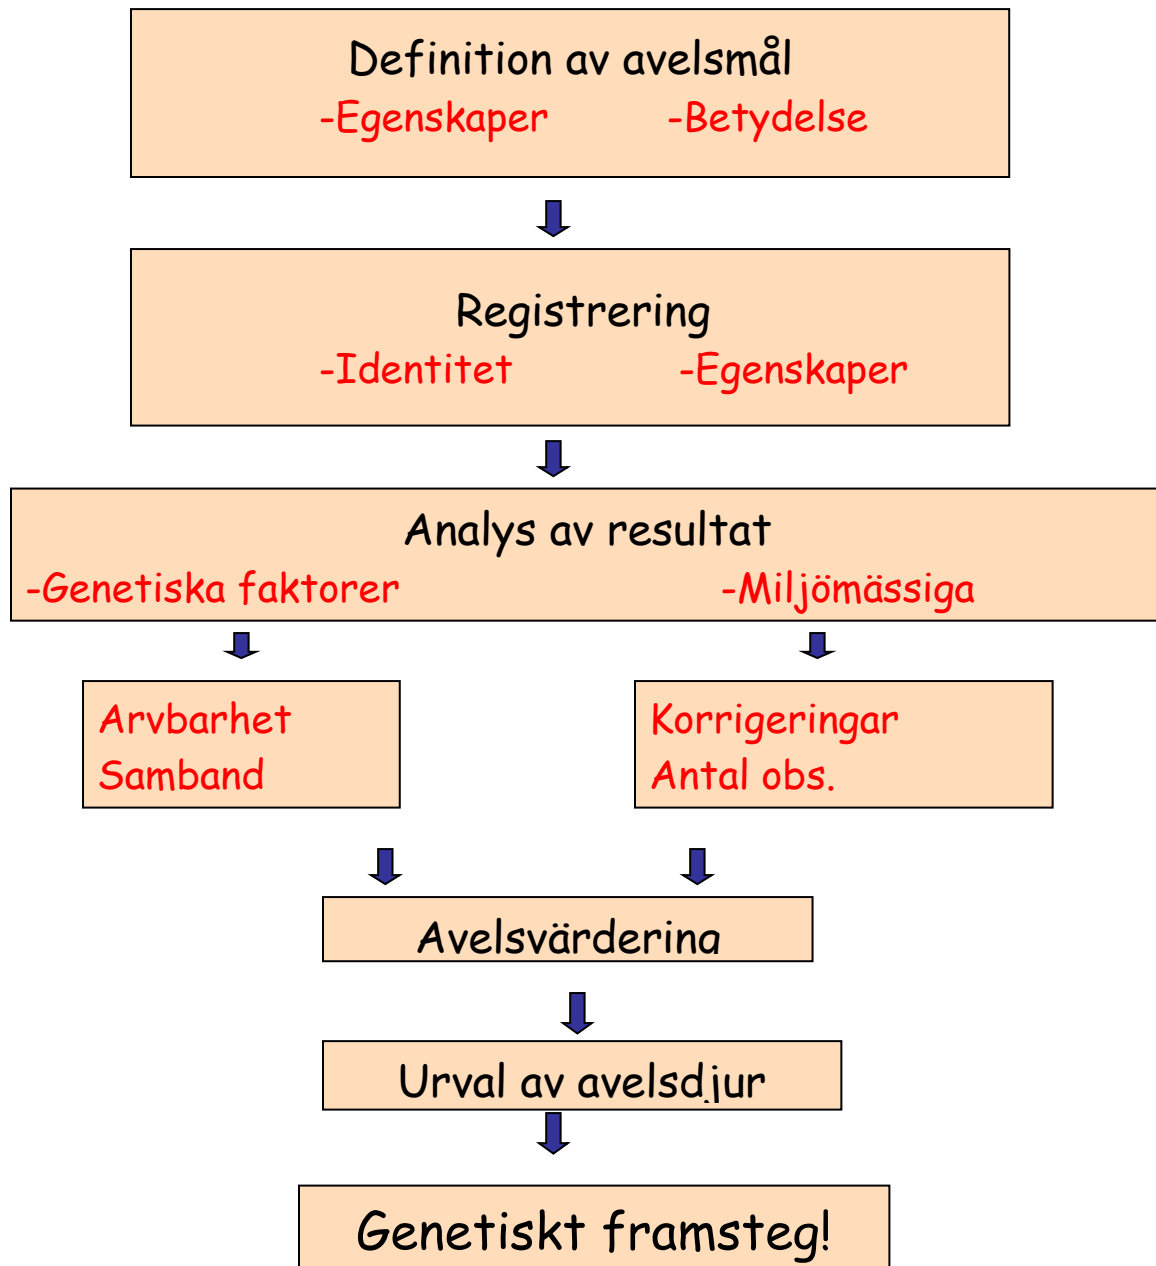 Definition av avelsmål
-Egenskaper -Betydelse
Registrering
-Identitet -Egenskaper
Analys av resultat
-Genetiska faktorer -Miljömässiga
Arvbarhet
Samband
Korrigeringar
Antal obs.
Avelsvärdering
Urval av avelsdjur
Genetiskt framsteg!